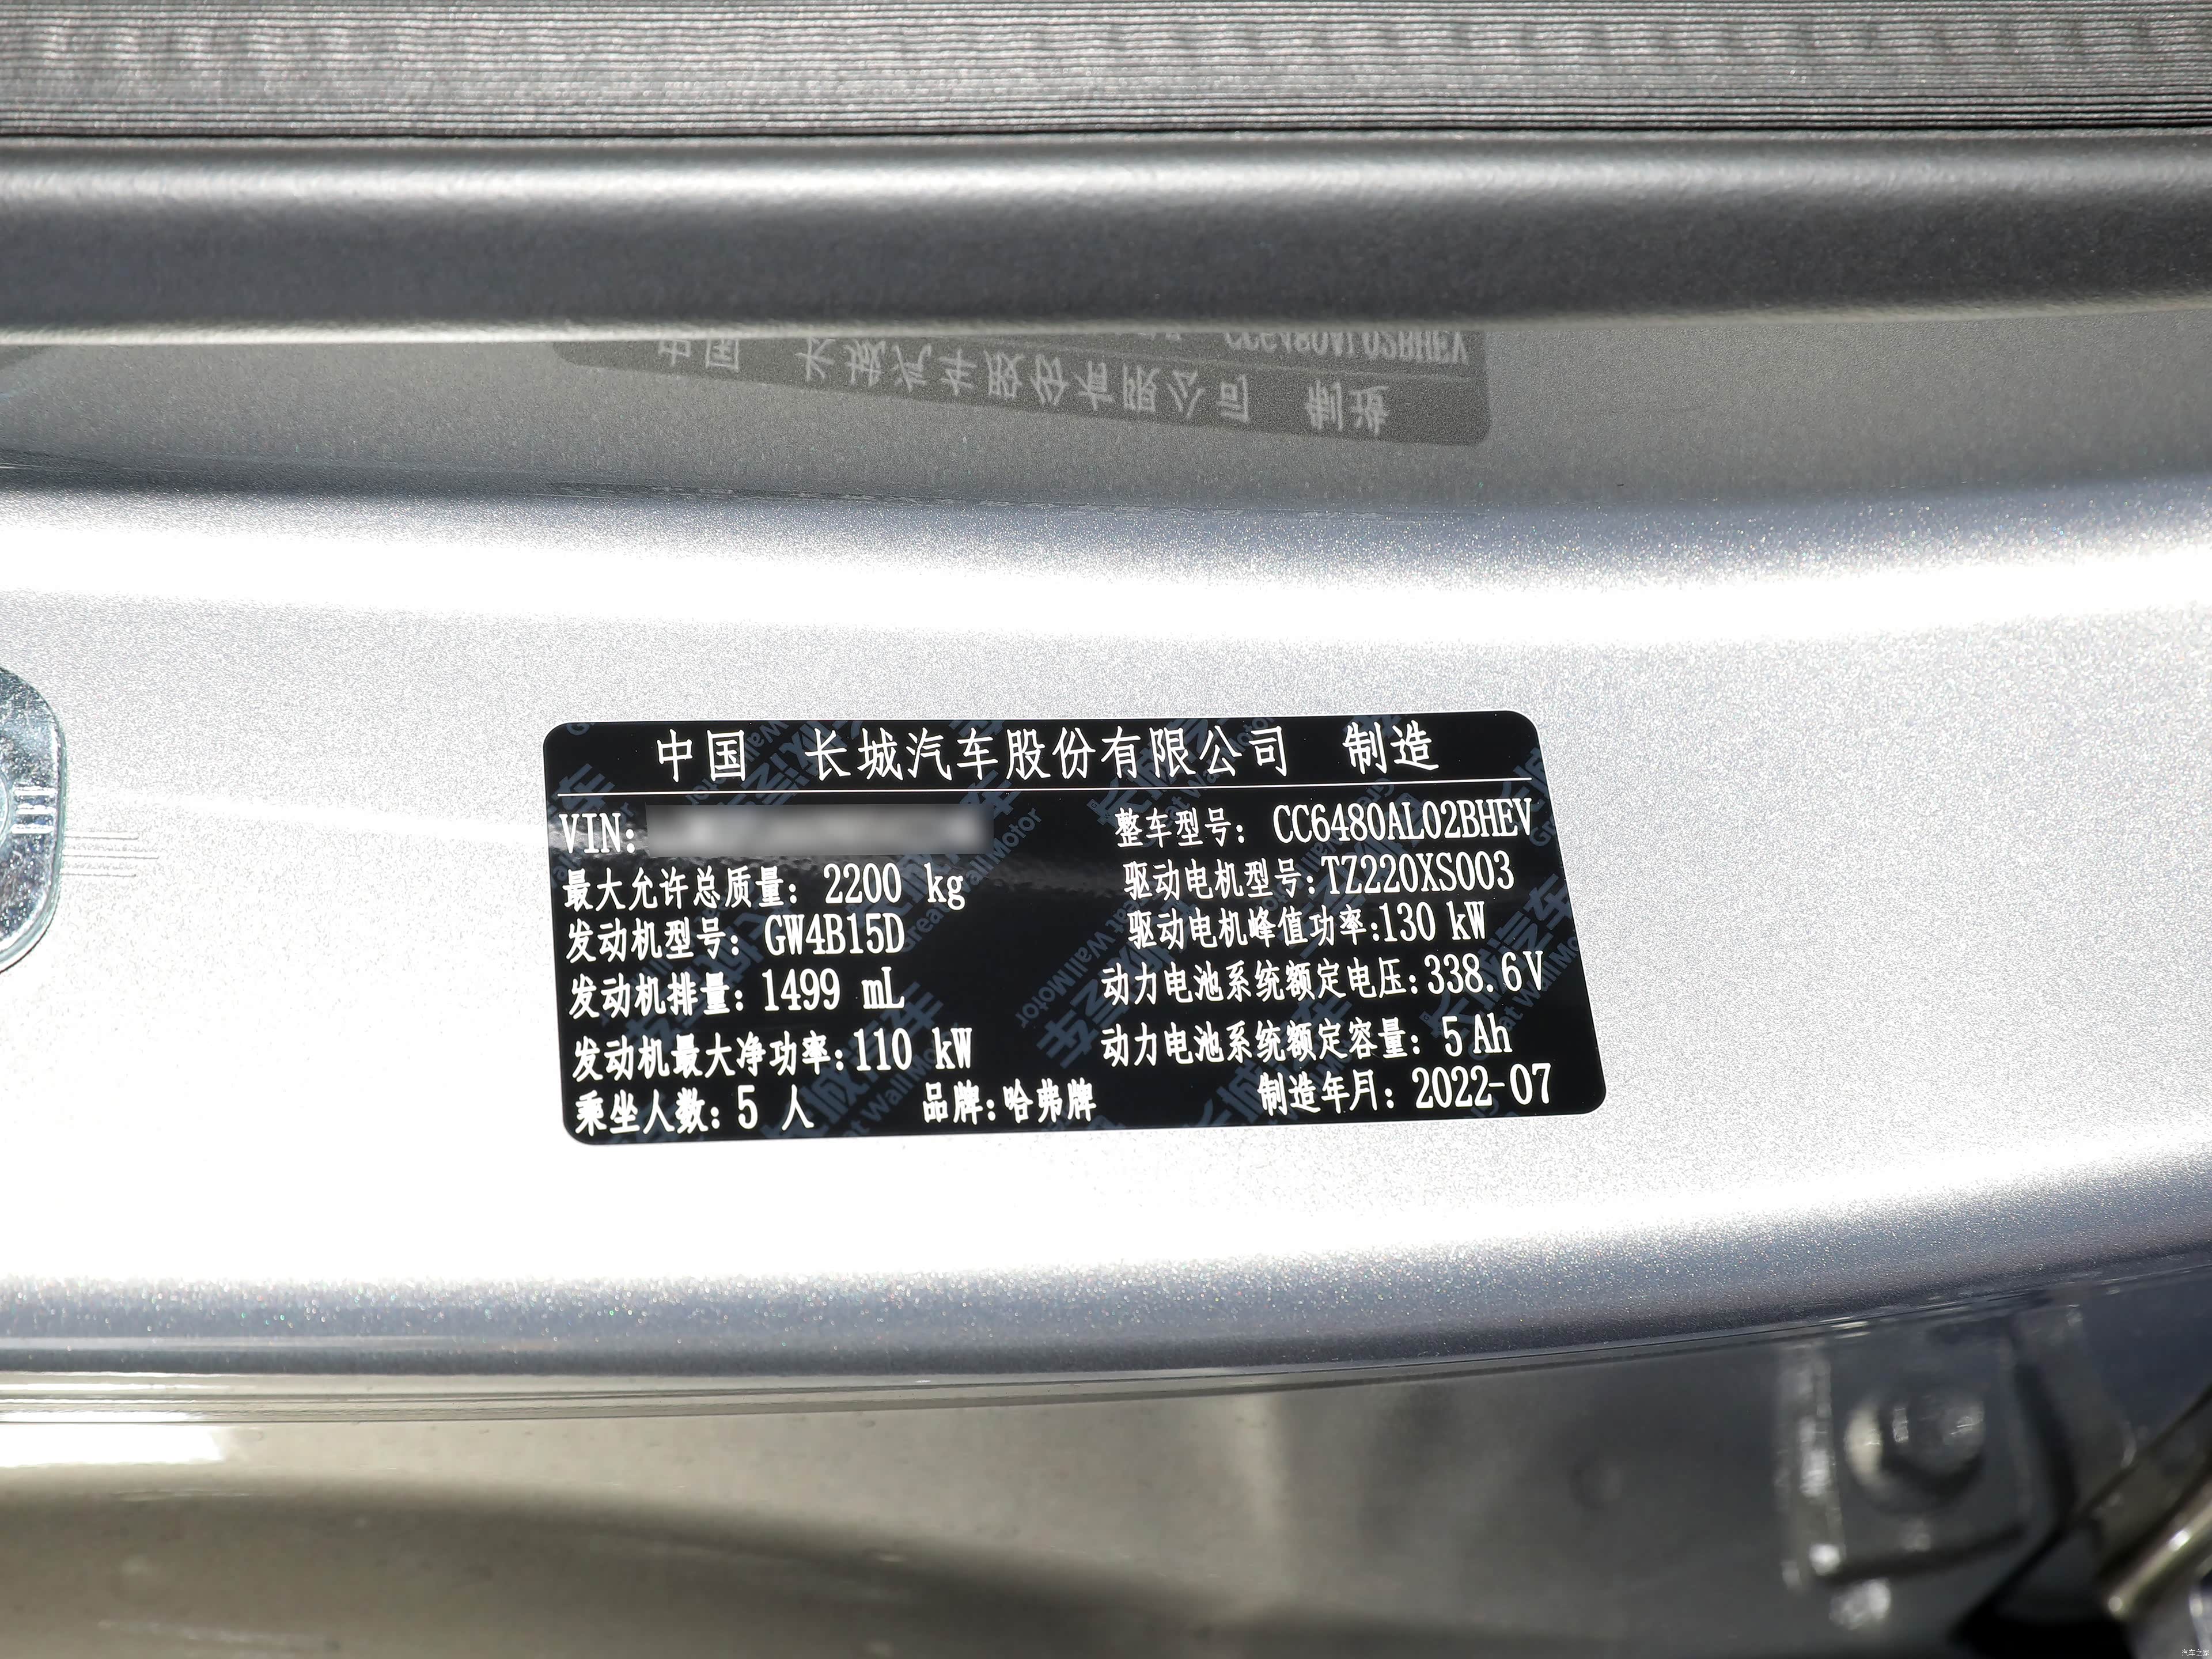 中国 长城汽车股份有限公司 制造
VIN:
整车型号: CC6480AL02BHEV
最大允许总质量: 2200 kg
驱动电机型号:TZ220XS003
发动机型号: GW4B15D
驱动电机峰值功率:130 kW
发动机排量: 1499 mL
动力电池系统额定电压:338.6V
发动机最大净功率:110 kW
动力电池系统额定容量: 5 Ah
乘坐人数: 5 人 品牌:哈弗牌 制造年月: 2022-07
汽车之家